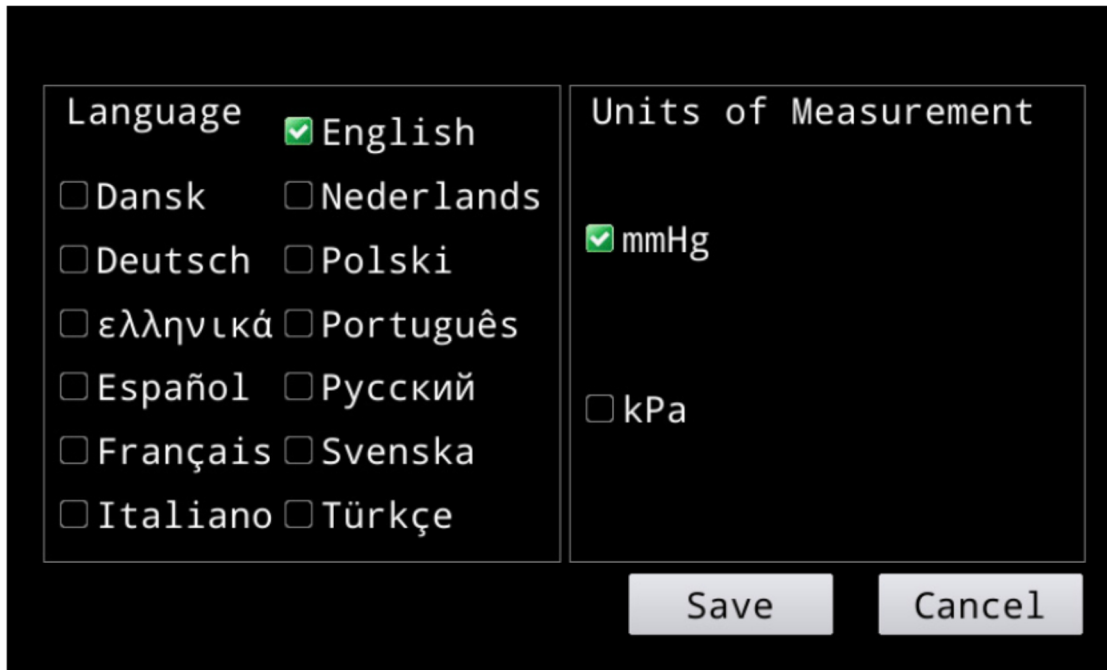 Language
English
Dansk
Nederlands
Deutsch
Polski
ελληνικά
Português
Español
Русский
Français
Svenska
Italiano
Türkçe
Units of Measurement
mmHg
kPa
Save
Cancel